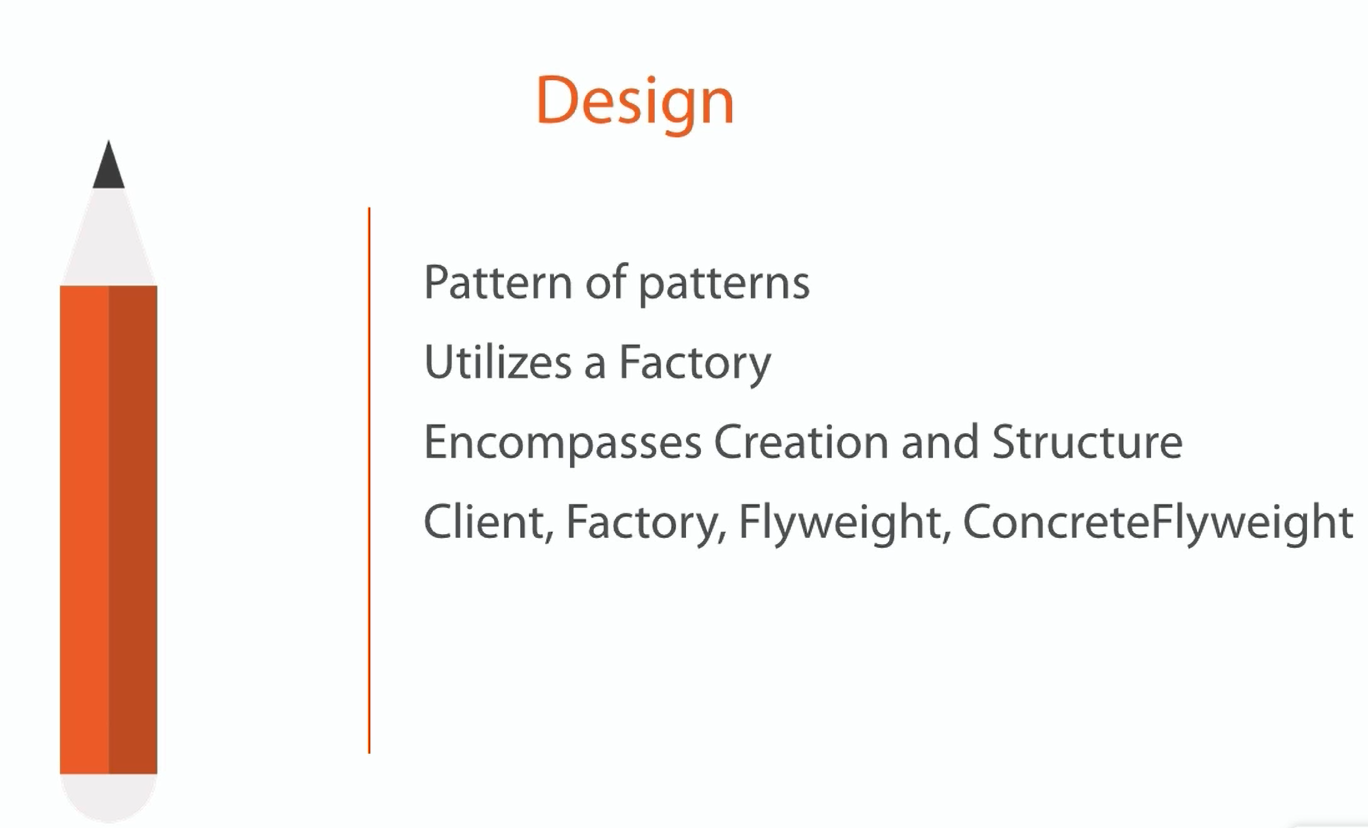 Design
Pattern of patterns
Utilizes a Factory
Encompasses Creation and Structure
Client, Factory, Flyweight, ConcreteFlyweight